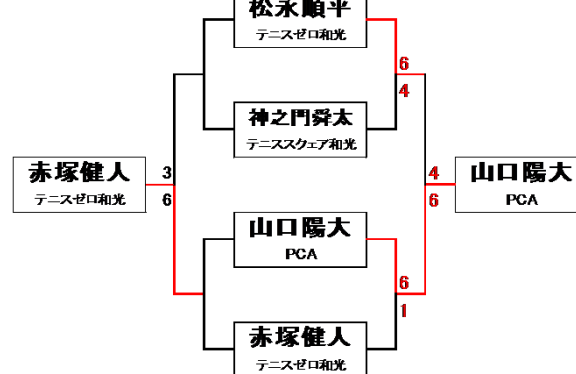 松永順平
テニスゼロ和光
6
4
神之門舜太
テニススクェア和光
赤塚健人
テニスゼロ和光
3
6
4
6
山口陽大
PCA
山口陽大
PCA
6
1
赤塚健人
テニスゼロ和光